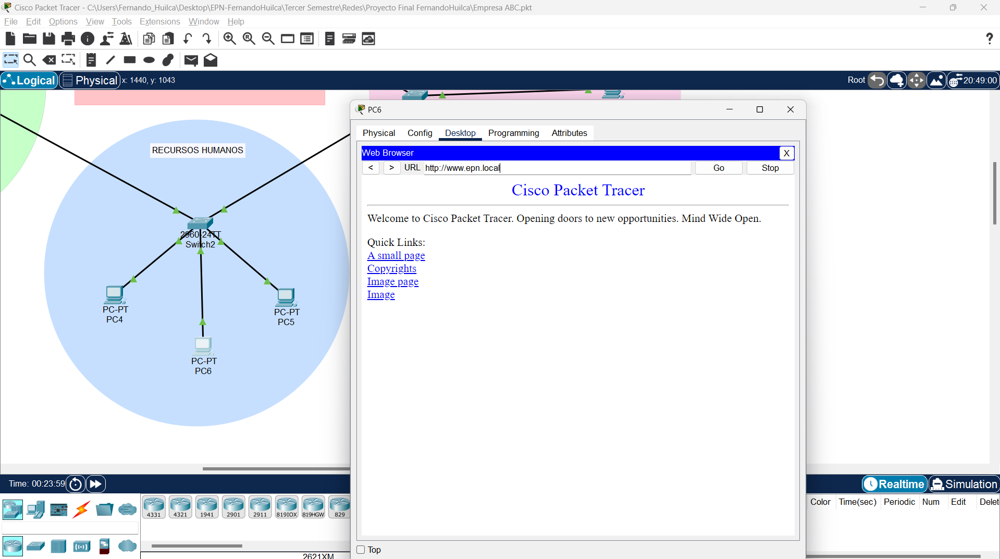 Cisco Packet Tracer - C:\Users\Fernando_Huilca\Desktop\EPN-FernandoHuilca\Tercer Semestre\Redes\Proyecto Final FernandoHuilca\Empresa ABC.pkt
File Edit Options View Tools Extensions Window Help
?
Logical Physical x: 1440, y: 1043 Root 20:49:00
PC6
Physical Config Desktop Programming Attributes
Web Browser X
< > URL http://www.epn.local Go Stop
Cisco Packet Tracer
Welcome to Cisco Packet Tracer. Opening doors to new opportunities. Mind Wide Open.
Quick Links:
A small page
Copyrights
Image page
Image
Top
RECURSOS HUMANOS
2960-24TT
Switch2
PC-PT
PC4
PC-PT
PC5
PC-PT
PC6
Time: 00:23:59 Realtime Simulation
4331 4321 1941 2901 2911 819IOX 819HGW 829
Color Time(sec) Periodic Num Edit Delet
2621XM